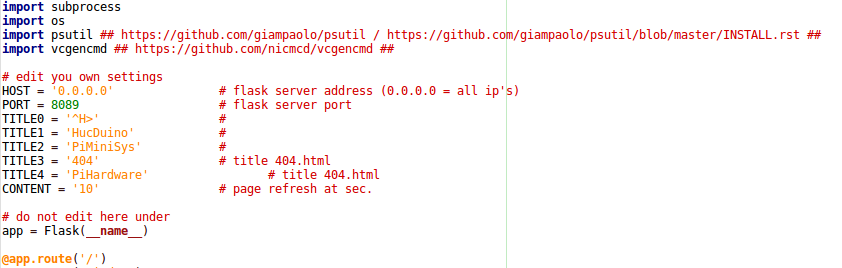 import subprocess
import os
import psutil ## https://github.com/giampaolo/psutil / https://github.com/giampaolo/psutil/blob/master/INSTALL.rst ##
import vcgencmd ## https://github.com/nicmcd/vcgencmd ##
# edit you own settings
HOST = '0.0.0.0' # flask server address (0.0.0.0 = all ip's)
PORT = 8089 # flask server port
TITLE0 = '^H>' #
TITLE1 = 'HucDuino' #
TITLE2 = 'PiMiniSys' #
TITLE3 = '404' # title 404.html
TITLE4 = 'PiHardware' # title 404.html
CONTENT = '10' # page refresh at sec.
# do not edit here under
app = Flask(__name__)
@app.route('/')